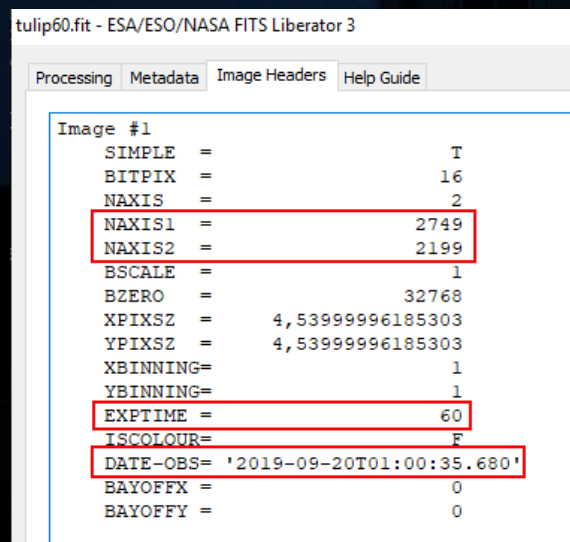 tulip60.fit - ESA/ESO/NASA FITS Liberator 3
Processing Metadata Image Headers Help Guide
Image #1
SIMPLE = T
BITPIX = 16
NAXIS = 2
NAXIS1 = 2749
NAXIS2 = 2199
BSCALE = 1
BZERO = 32768
XPIXSZ = 4,53999996185303
YPIXSZ = 4,53999996185303
XBINNING= 1
YBINNING= 1
EXPTIME = 60
ISCOLOUR= F
DATE-OBS= '2019-09-20T01:00:35.680'
BAYOFFX = 0
BAYOFFY = 0